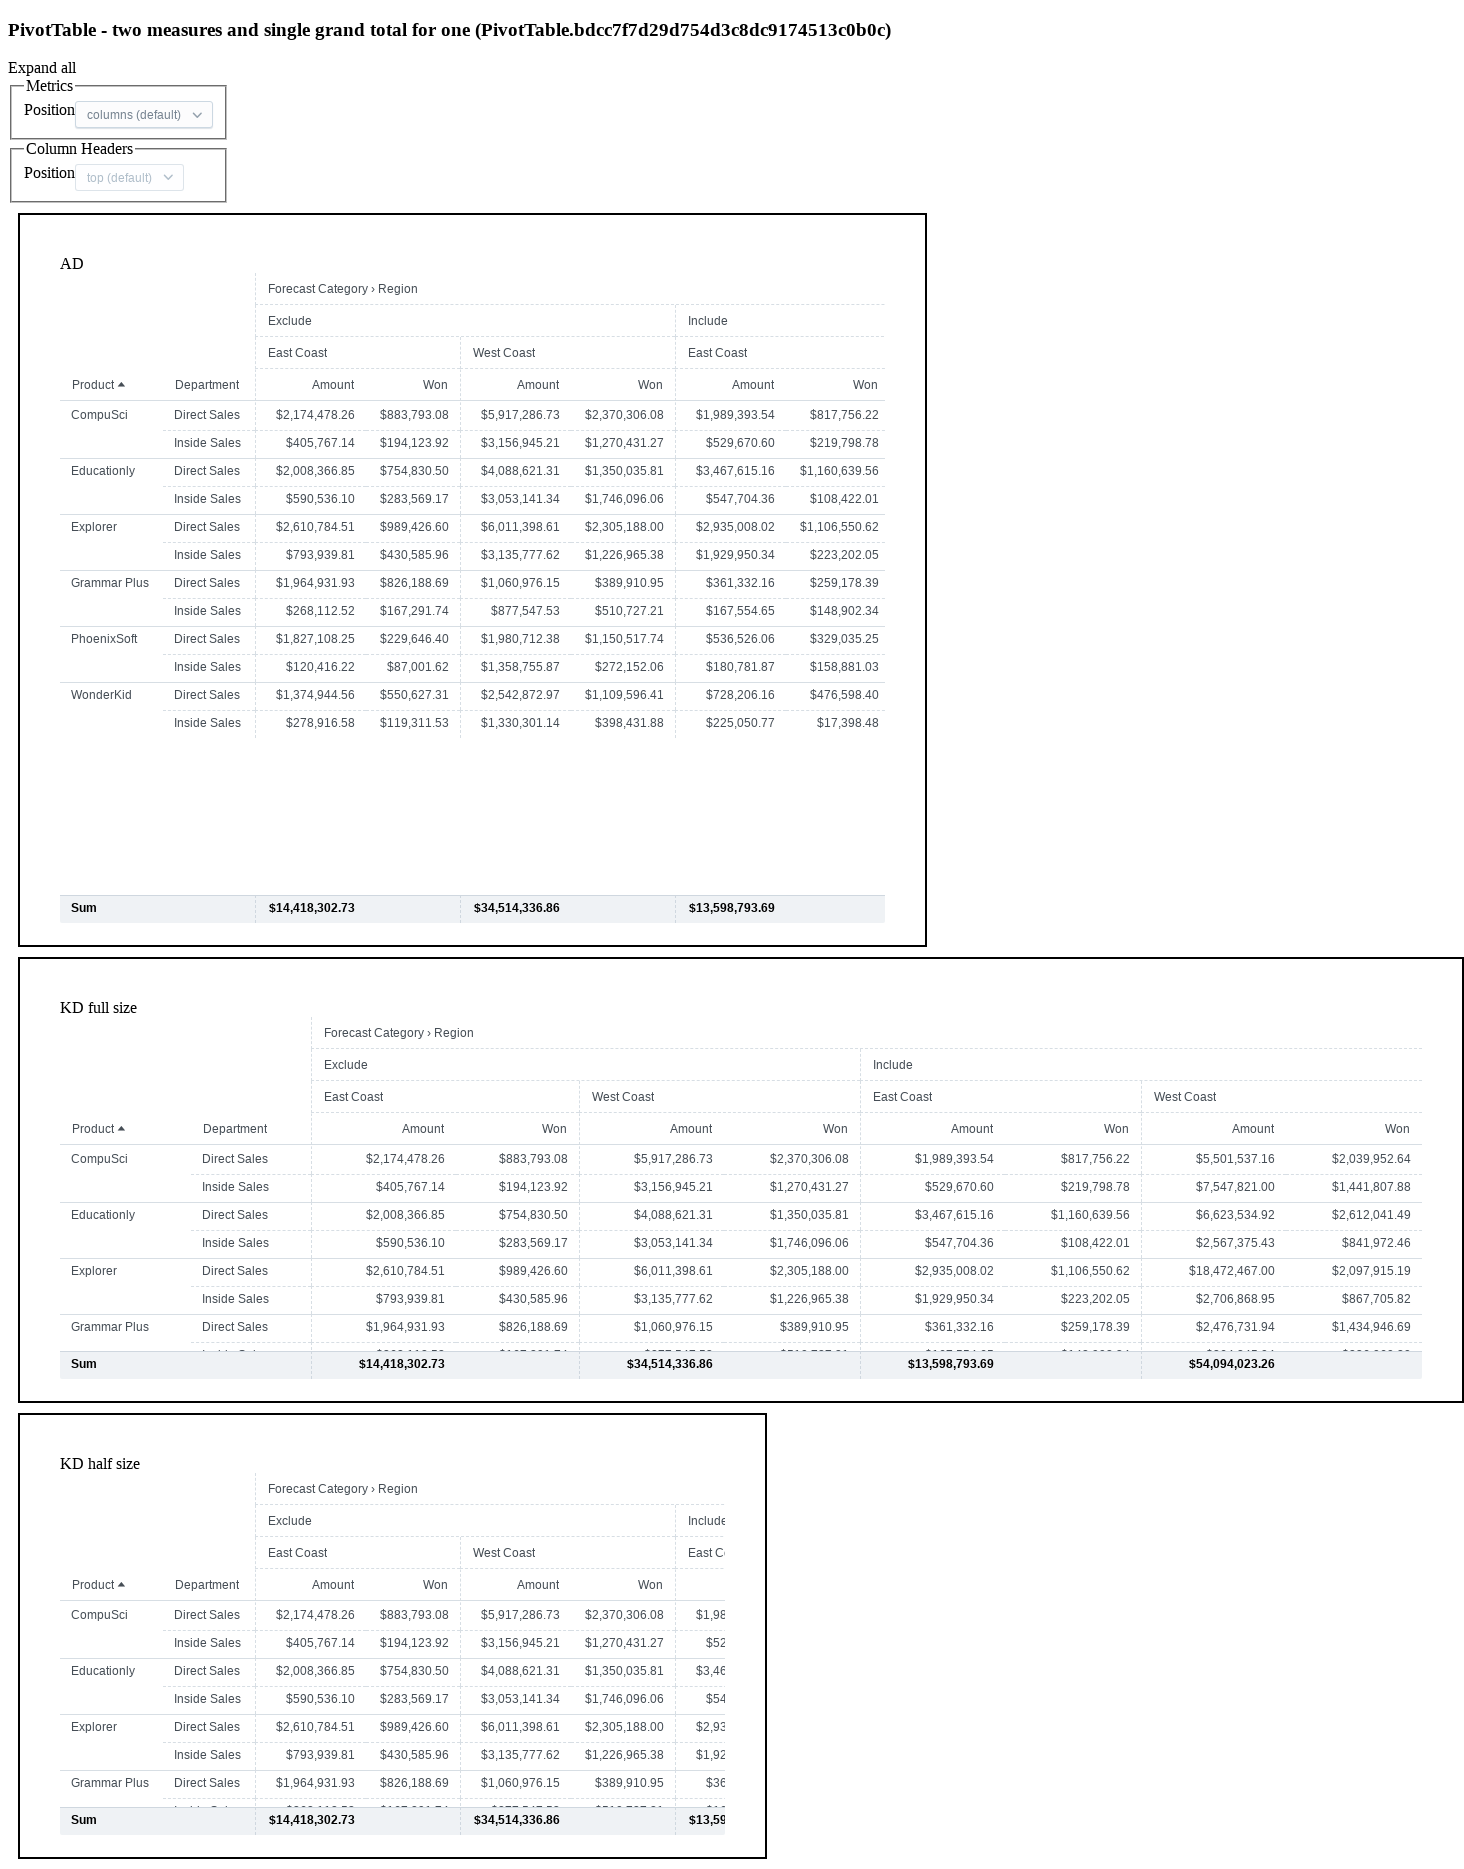 PivotTable - two measures and single grand total for one (PivotTable.bdcc7f7d29d754d3c8dc9174513c0b0c)
Expand all
Metrics
Position columns (default)
Column Headers
Position top (default)
AD
Forecast Category › Region
Exclude Include
East Coast West Coast East Coast
Product Department Amount Won Amount Won Amount Won
CompuSci Direct Sales $2,174,478.26 $883,793.08 $5,917,286.73 $2,370,306.08 $1,989,393.54 $817,756.22
Inside Sales $405,767.14 $194,123.92 $3,156,945.21 $1,270,431.27 $529,670.60 $219,798.78
Educationly Direct Sales $2,008,366.85 $754,830.50 $4,088,621.31 $1,350,035.81 $3,467,615.16 $1,160,639.56
Inside Sales $590,536.10 $283,569.17 $3,053,141.34 $1,746,096.06 $547,704.36 $108,422.01
Explorer Direct Sales $2,610,784.51 $989,426.60 $6,011,398.61 $2,305,188.00 $2,935,008.02 $1,106,550.62
Inside Sales $793,939.81 $430,585.96 $3,135,777.62 $1,226,965.38 $1,929,950.34 $223,202.05
Grammar Plus Direct Sales $1,964,931.93 $826,188.69 $1,060,976.15 $389,910.95 $361,332.16 $259,178.39
Inside Sales $268,112.52 $167,291.74 $877,547.53 $510,727.21 $167,554.65 $148,902.34
PhoenixSoft Direct Sales $1,827,108.25 $229,646.40 $1,980,712.38 $1,150,517.74 $536,526.06 $329,035.25
Inside Sales $120,416.22 $87,001.62 $1,358,755.87 $272,152.06 $180,781.87 $158,881.03
WonderKid Direct Sales $1,374,944.56 $550,627.31 $2,542,872.97 $1,109,596.41 $728,206.16 $476,598.40
Inside Sales $278,916.58 $119,311.53 $1,330,301.14 $398,431.88 $225,050.77 $17,398.48
Sum $14,418,302.73 $34,514,336.86 $13,598,793.69
KD full size
Forecast Category › Region
Exclude Include
East Coast West Coast East Coast West Coast
Product Department Amount Won Amount Won Amount Won Amount Won
CompuSci Direct Sales $2,174,478.26 $883,793.08 $5,917,286.73 $2,370,306.08 $1,989,393.54 $817,756.22 $5,501,537.16 $2,039,952.64
Inside Sales $405,767.14 $194,123.92 $3,156,945.21 $1,270,431.27 $529,670.60 $219,798.78 $7,547,821.00 $1,441,807.88
Educationly Direct Sales $2,008,366.85 $754,830.50 $4,088,621.31 $1,350,035.81 $3,467,615.16 $1,160,639.56 $6,623,534.92 $2,612,041.49
Inside Sales $590,536.10 $283,569.17 $3,053,141.34 $1,746,096.06 $547,704.36 $108,422.01 $2,567,375.43 $841,972.46
Explorer Direct Sales $2,610,784.51 $989,426.60 $6,011,398.61 $2,305,188.00 $2,935,008.02 $1,106,550.62 $18,472,467.00 $2,097,915.19
Inside Sales $793,939.81 $430,585.96 $3,135,777.62 $1,226,965.38 $1,929,950.34 $223,202.05 $2,706,868.95 $867,705.82
Grammar Plus Direct Sales $1,964,931.93 $826,188.69 $1,060,976.15 $389,910.95 $361,332.16 $259,178.39 $2,476,731.94 $1,434,946.69
Sum $14,418,302.73 $34,514,336.86 $13,598,793.69 $54,094,023.26
KD half size
Forecast Category › Region
Exclude Include
East Coast West Coast East C
Product Department Amount Won Amount Won
CompuSci Direct Sales $2,174,478.26 $883,793.08 $5,917,286.73 $2,370,306.08 $1,98
Inside Sales $405,767.14 $194,123.92 $3,156,945.21 $1,270,431.27 $52
Educationly Direct Sales $2,008,366.85 $754,830.50 $4,088,621.31 $1,350,035.81 $3,46
Inside Sales $590,536.10 $283,569.17 $3,053,141.34 $1,746,096.06 $54
Explorer Direct Sales $2,610,784.51 $989,426.60 $6,011,398.61 $2,305,188.00 $2,93
Inside Sales $793,939.81 $430,585.96 $3,135,777.62 $1,226,965.38 $1,92
Grammar Plus Direct Sales $1,964,931.93 $826,188.69 $1,060,976.15 $389,910.95 $36
Sum $14,418,302.73 $34,514,336.86 $13,59